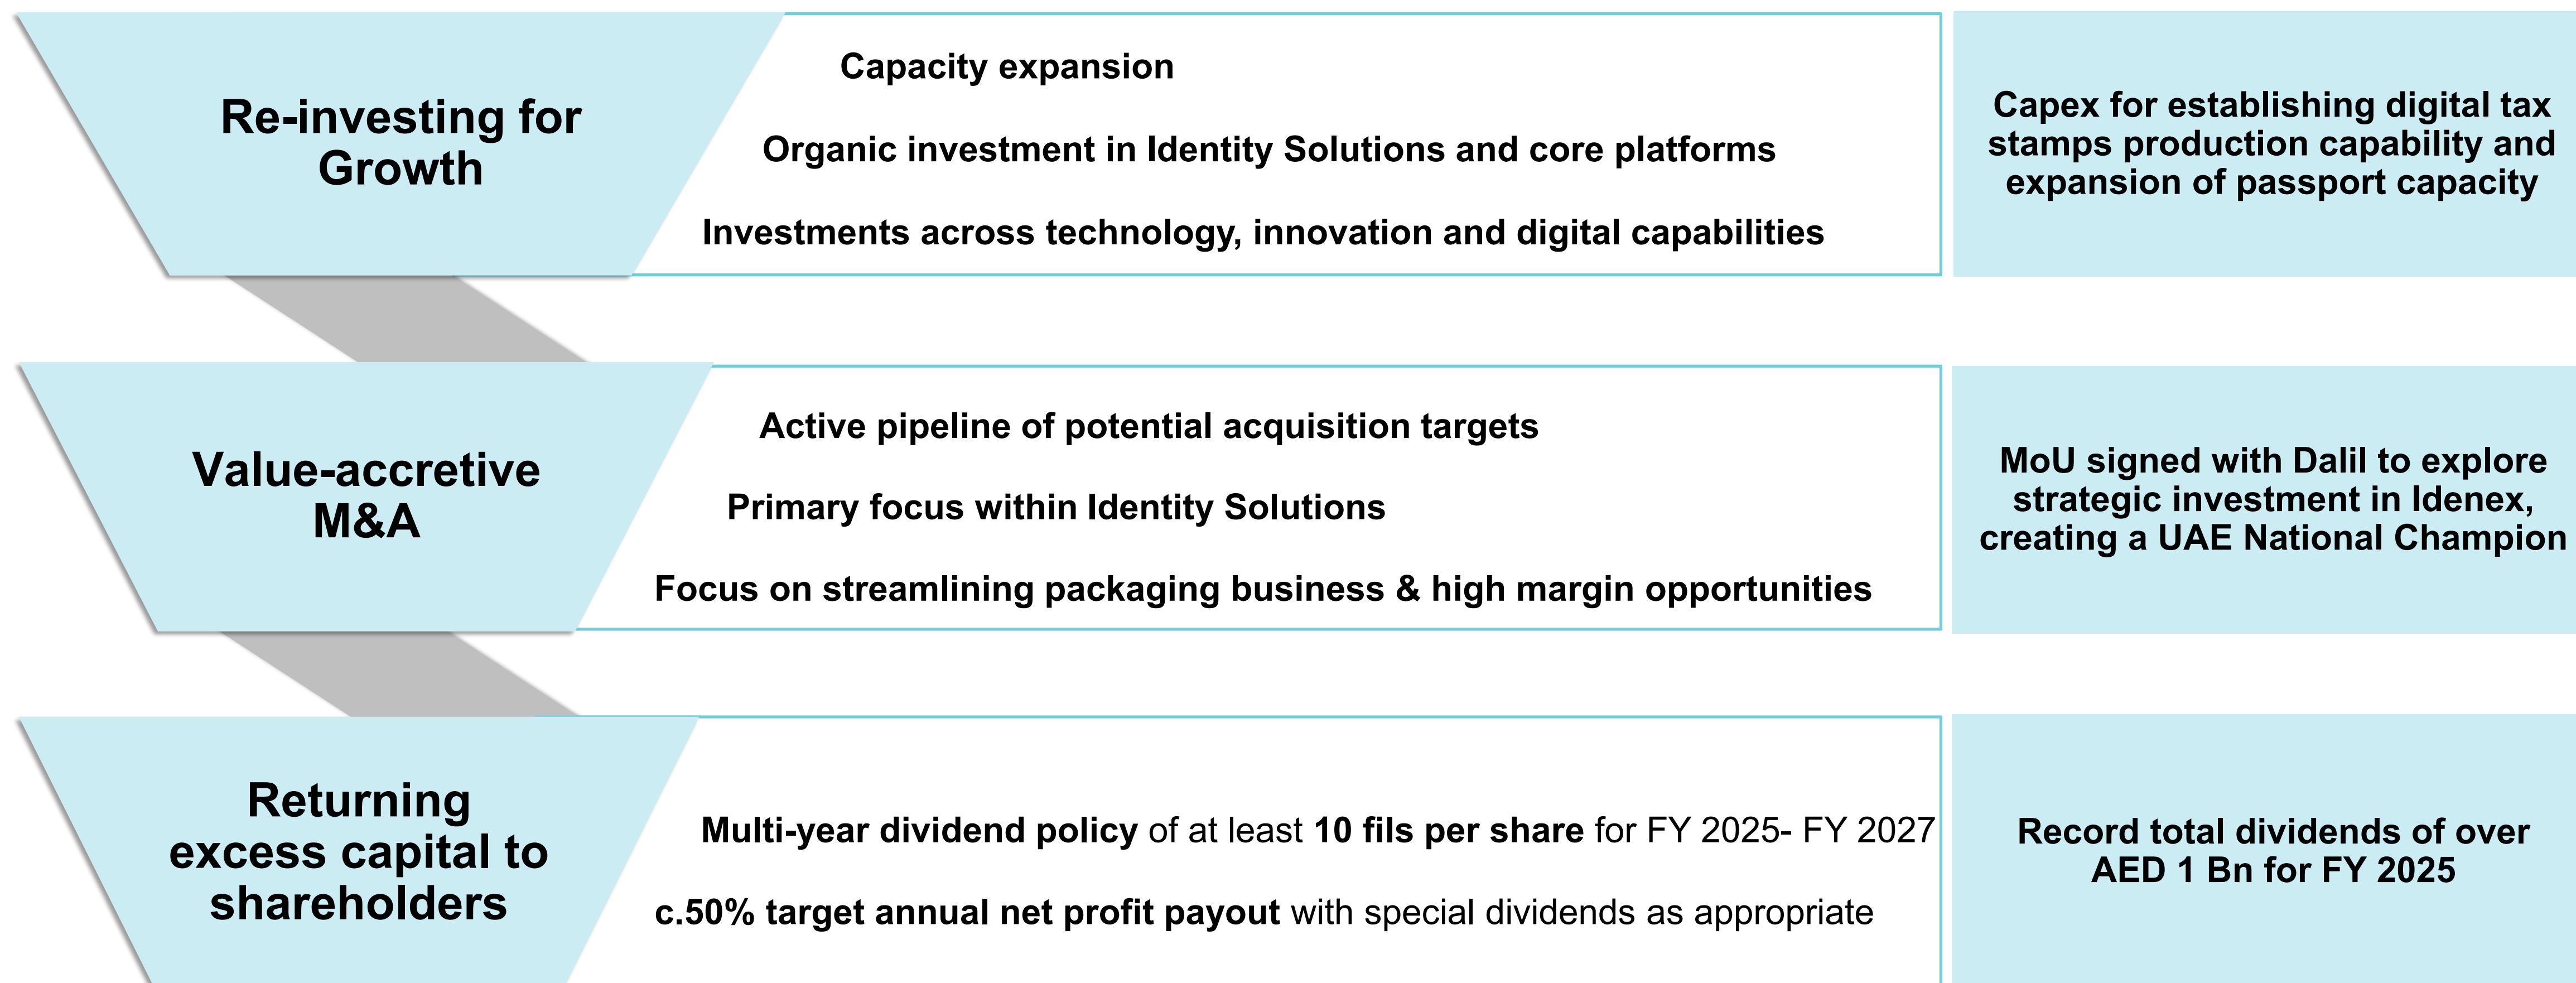 Re-investing for
Growth
Capacity expansion
Organic investment in Identity Solutions and core platforms
Investments across technology, innovation and digital capabilities
Capex for establishing digital tax
stamps production capability and
expansion of passport capacity
Value-accretive
M&A
Active pipeline of potential acquisition targets
Primary focus within Identity Solutions
Focus on streamlining packaging business & high margin opportunities
MoU signed with Dalil to explore
strategic investment in Idenex,
creating a UAE National Champion
Returning
excess capital to
shareholders
Multi-year dividend policy of at least 10 fils per share for FY 2025- FY 2027
c.50% target annual net profit payout with special dividends as appropriate
Record total dividends of over
AED 1 Bn for FY 2025